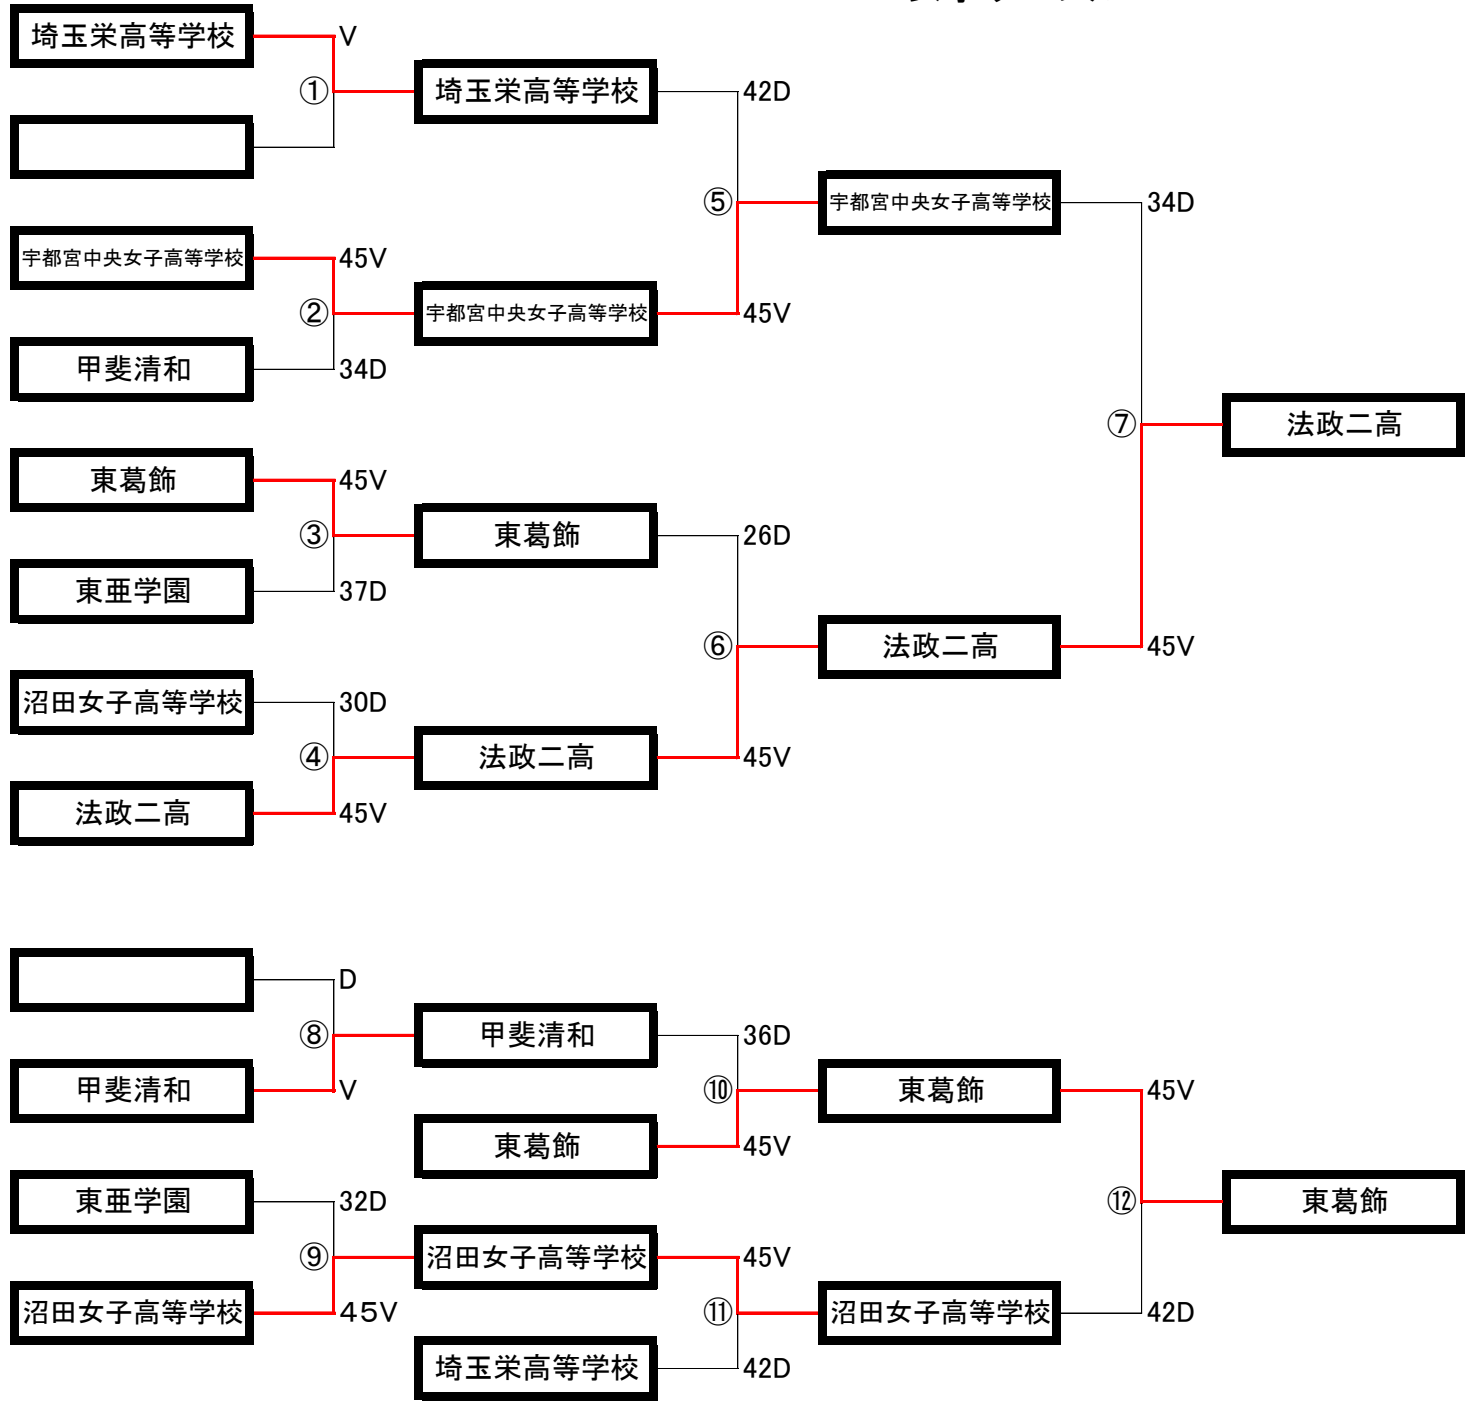 埼玉栄高等学校 V
① 埼玉栄高等学校 42D
⑤ 宇都宮中央女子高等学校 34D
宇都宮中央女子高等学校 45V
② 宇都宮中央女子高等学校 45V
甲斐清和 34D
⑦ 法政二高
東葛飾 45V
③ 東葛飾 26D
東亜学園 37D
⑥ 法政二高 45V
沼田女子高等学校 30D
④ 法政二高 45V
法政二高 45V
D
⑧ 甲斐清和 36D
甲斐清和 V
⑩ 東葛飾 45V
東葛飾 45V
東亜学園 32D
⑫ 東葛飾
⑨ 沼田女子高等学校 45V
沼田女子高等学校 45V
⑪ 沼田女子高等学校 42D
埼玉栄高等学校 42D